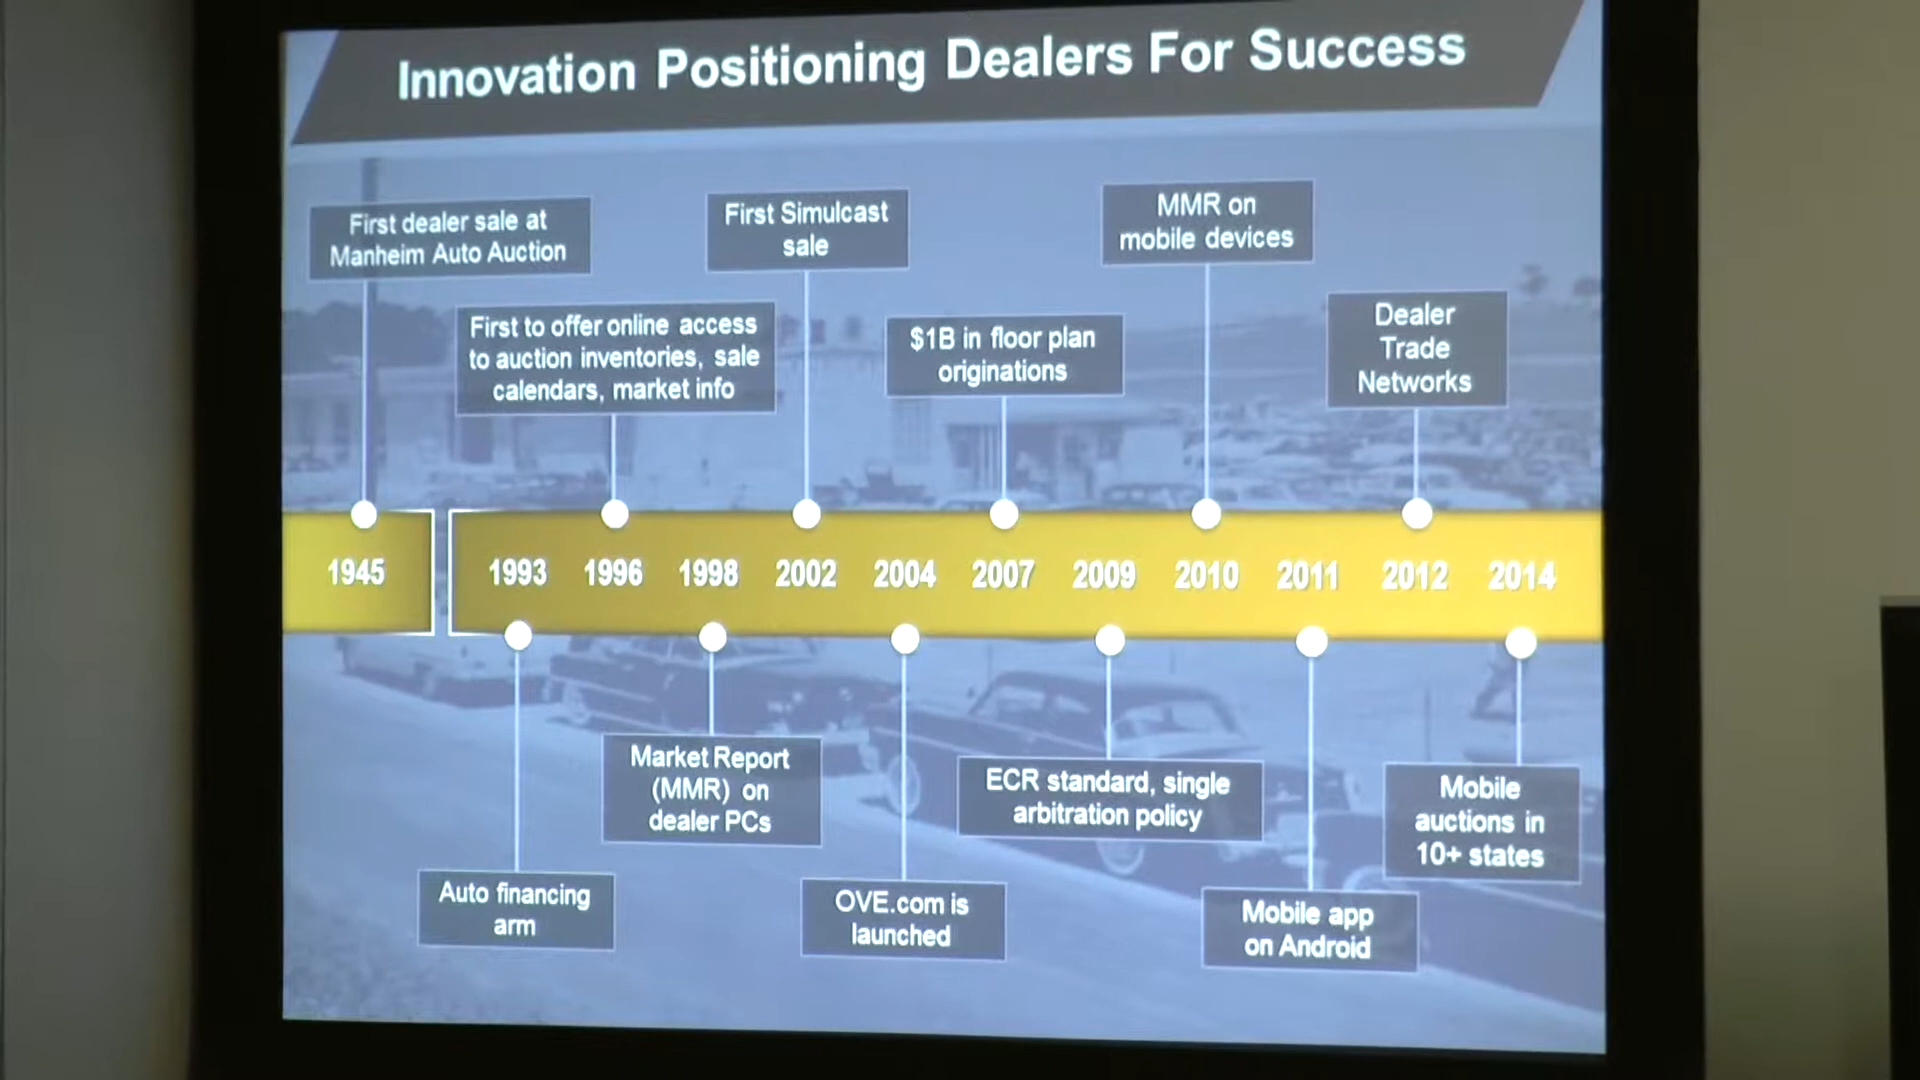 Innovation Positioning Dealers For Success
First dealer sale at
Manheim Auto Auction
First to offer online access
to auction inventories, sale
calendars, market info
First Simulcast
sale
$1B in floor plan
originations
MMR on
mobile devices
Dealer
Trade
Networks
1945 1993 1996 1998 2002 2004 2007 2009 2010 2011 2012 2014
Auto financing
arm
Market Report
(MMR) on
dealer PCs
OVE.com is
launched
ECR standard, single
arbitration policy
Mobile app
on Android
Mobile
auctions in
10+ states